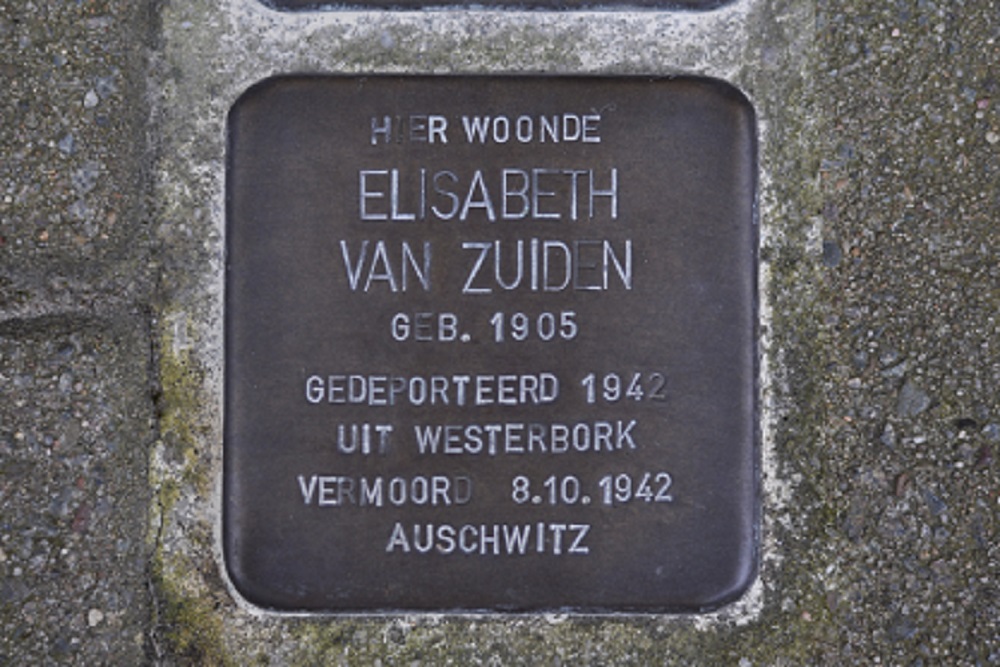 HIER WOONDE
ELISABETH
VAN ZUIDEN
GEB. 1905
GEDEPORTEERD 1942
UIT WESTERBORK
VERMOORD 8.10.1942
AUSCHWITZ